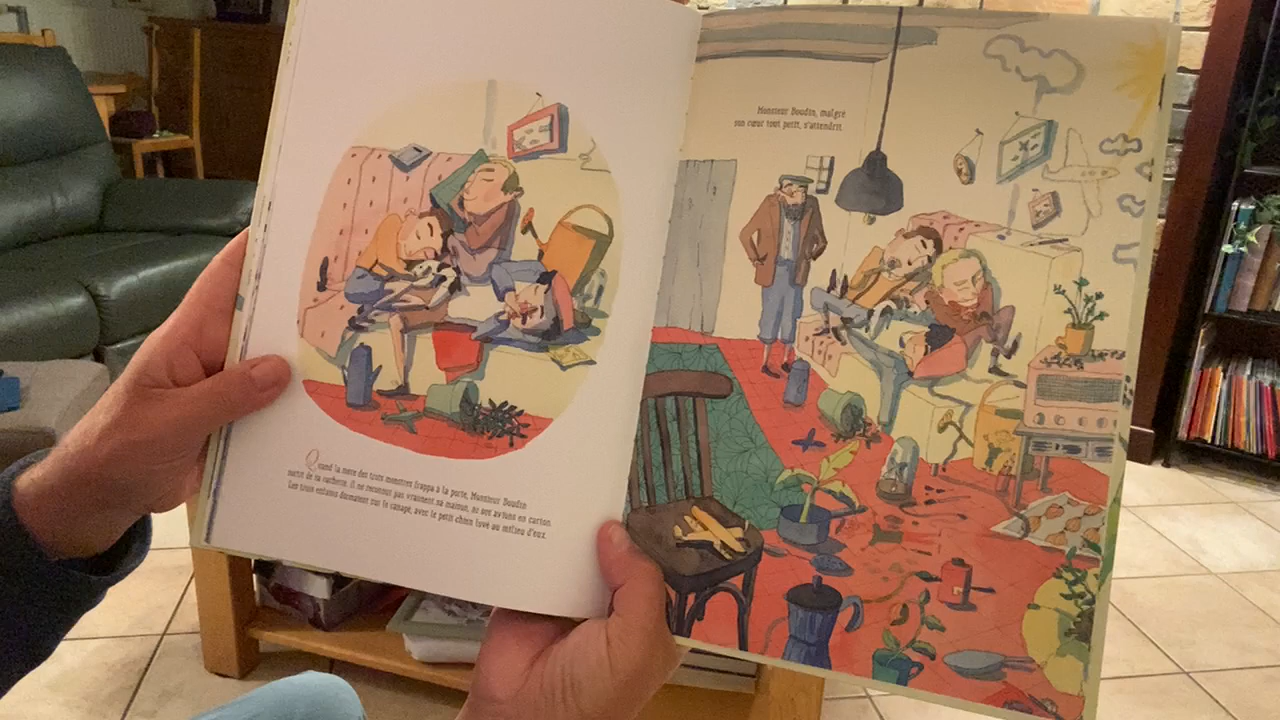 Quand la mère des trois monstres frappa à la porte, Monsieur Boudin
sortit de sa cachette. Il ne reconnut pas vraiment sa maison, ni ses avions en carton.
Les trois enfants dormaient sur le canapé, avec le petit chien lové au milieu d'eux.
Monsieur Boudin, malgré
son cœur tout petit, s'attendrit.